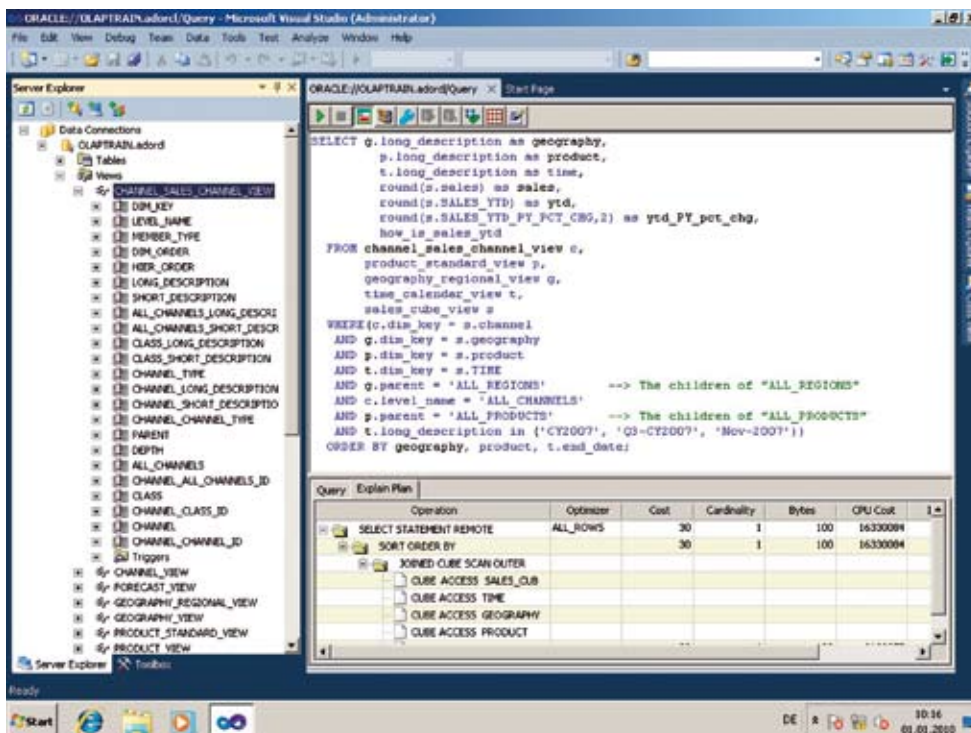 ORACLE://OLAPTRAIN.adord/Query - Microsoft Visual Studio (Administrator)
File Edit View Debug Team Data Tools Test Analyze Window Help
Server Explorer
Data Connections
OLAPTRAIN.adord
Tables
Views
CHANNEL_SALES_CHANNEL_VIEW
DIM_KEY
LEVEL_NAME
MEMBER_TYPE
DIM_ORDER
HIER_ORDER
LONG_DESCRIPTION
SHORT_DESCRIPTION
ALL_CHANNELS_LONG_DESCRI
ALL_CHANNELS_SHORT_DESCR
CLASS_LONG_DESCRIPTION
CLASS_SHORT_DESCRIPTION
CHANNEL_TYPE
CHANNEL_LONG_DESCRIPTION
CHANNEL_SHORT_DESCRIPTIO
CHANNEL_CHANNEL_TYPE
PARENT
DEPTH
ALL_CHANNELS
CHANNEL_ALL_CHANNELS_ID
CLASS
CHANNEL_CLASS_ID
CHANNEL
CHANNEL_CHANNEL_ID
Triggers
CHANNEL_VIEW
FORECAST_VIEW
GEOGRAPHY_REGIONAL_VIEW
GEOGRAPHY_VIEW
PRODUCT_STANDARD_VIEW
PRODUCT_VIEW
Server Explorer Toolbox
ORACLE://OLAPTRAIN.adord/Query Start Page
SELECT g.long_description as geography,
p.long_description as product,
t.long_description as time,
round(s.sales) as sales,
round(s.SALES_YTD) as ytd,
round(s.SALES_YTD_PY_PCT_CHG,2) as ytd_PY_pct_chg,
how_is_sales_ytd
FROM channel_sales_channel_view c,
product_standard_view p,
geography_regional_view g,
time_calendar_view t,
sales_cube_view s
WHERE(c.dim_key = s.channel
AND g.dim_key = s.geography
AND p.dim_key = s.product
AND t.dim_key = s.TIME
AND g.parent = 'ALL_REGIONS' --> The children of "ALL_REGIONS"
AND c.level_name = 'ALL_CHANNELS'
AND p.parent = 'ALL_PRODUCTS' --> The children of "ALL_PRODUCTS"
AND t.long_description in ('CY2007', 'Q3-CY2007', 'Nov-2007'))
ORDER BY geography, product, t.end_date;
Query Explain Plan
Operation Optimizer Cost Cardinality Bytes CPU Cost
SELECT STATEMENT REMOTE ALL_ROWS 30 1 100 16330084
SORT ORDER BY 30 1 100 16330084
JOINED CUBE SCAN OUTER
CUBE ACCESS SALES_CUB
CUBE ACCESS TIME
CUBE ACCESS GEOGRAPHY
CUBE ACCESS PRODUCT
Ready
Start DE 10:16
01.01.2010